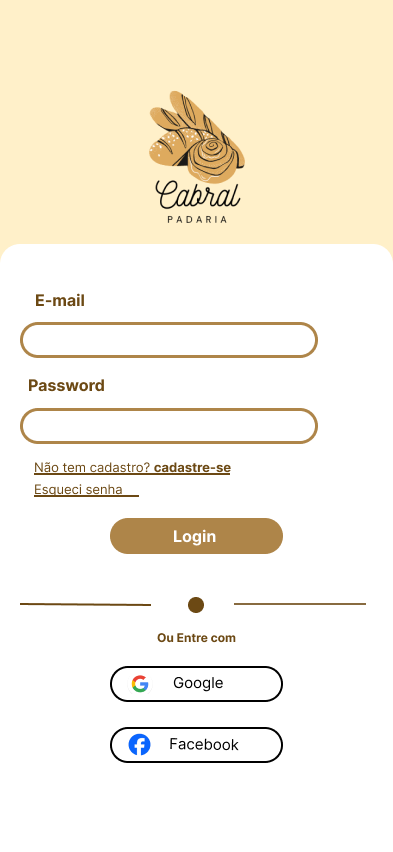 Cabral
PADARIA
E-mail
Password
Não tem cadastro? cadastre-se
Esqueci senha
Login
Ou Entre com
Google
Facebook